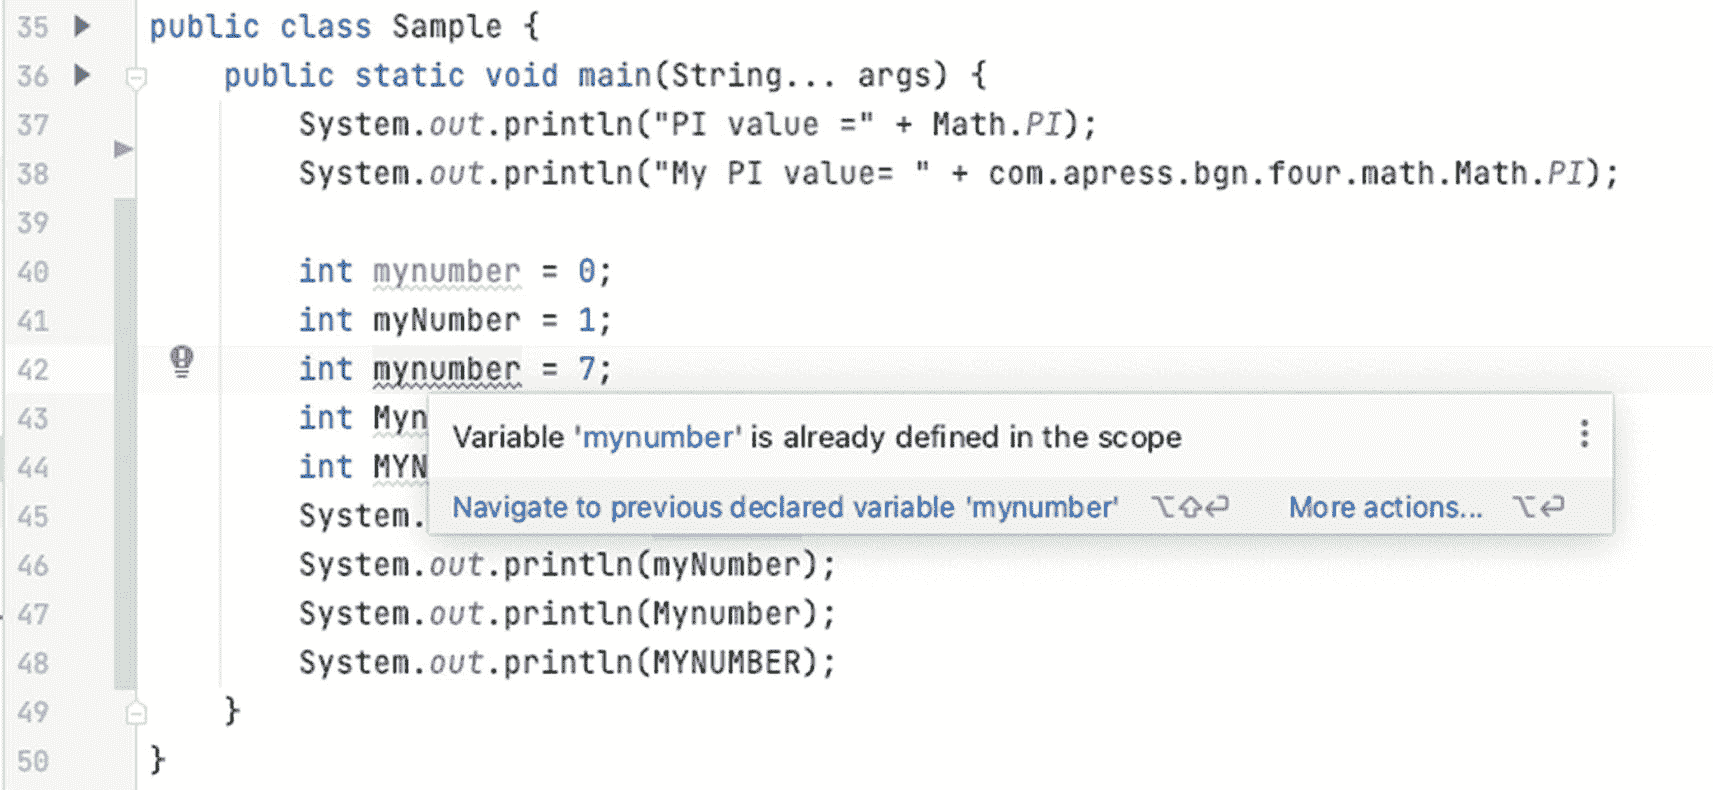 35 public class Sample {
36 public static void main(String... args) {
37 System.out.println("PI value =" + Math.PI);
38 System.out.println("My PI value= " + com.apress.bgn.four.math.Math.PI);
39
40 int mynumber = 0;
41 int myNumber = 1;
42 int mynumber = 7;
43 int Myn
Variable 'mynumber' is already defined in the scope
44 int MYN
Navigate to previous declared variable 'mynumber' ⌥⇧⏎ More actions... ⌥⏎
45 System.
46 System.out.println(myNumber);
47 System.out.println(Mynumber);
48 System.out.println(MYNUMBER);
49 }
50 }